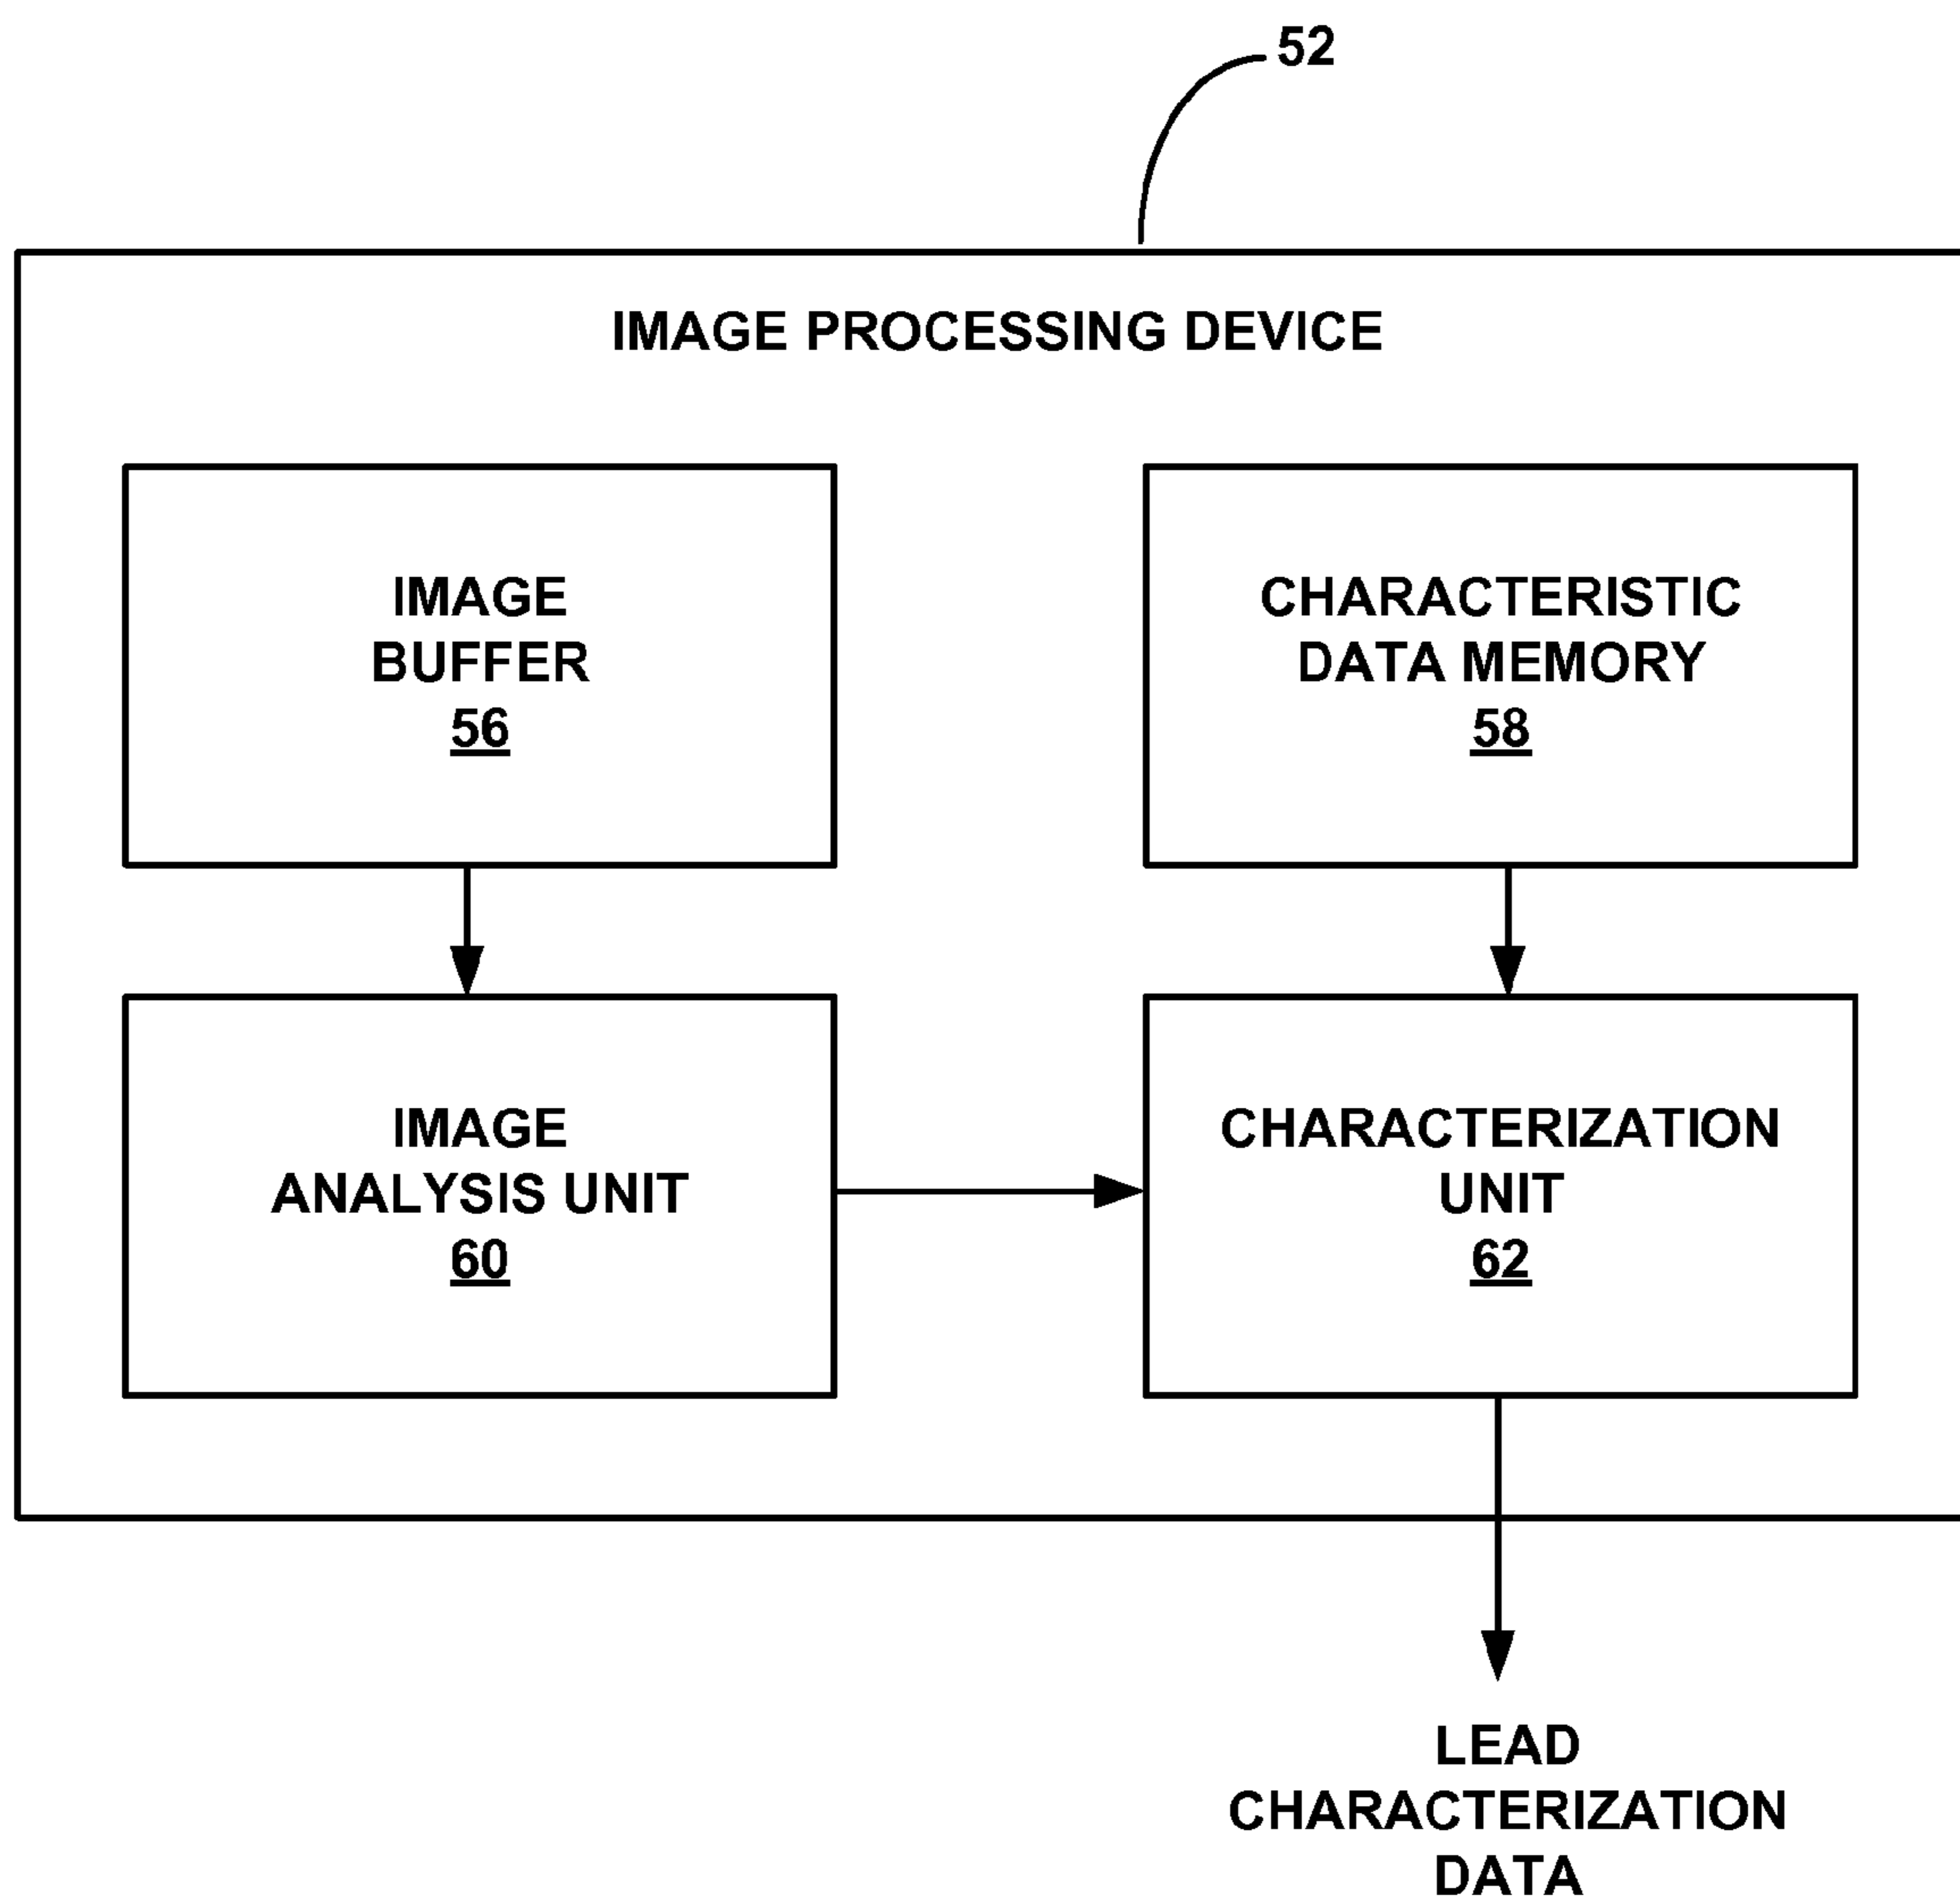 52
IMAGE PROCESSING DEVICE
IMAGE
BUFFER
56
CHARACTERISTIC
DATA MEMORY
58
IMAGE
ANALYSIS UNIT
60
CHARACTERIZATION
UNIT
62
LEAD
CHARACTERIZATION
DATA